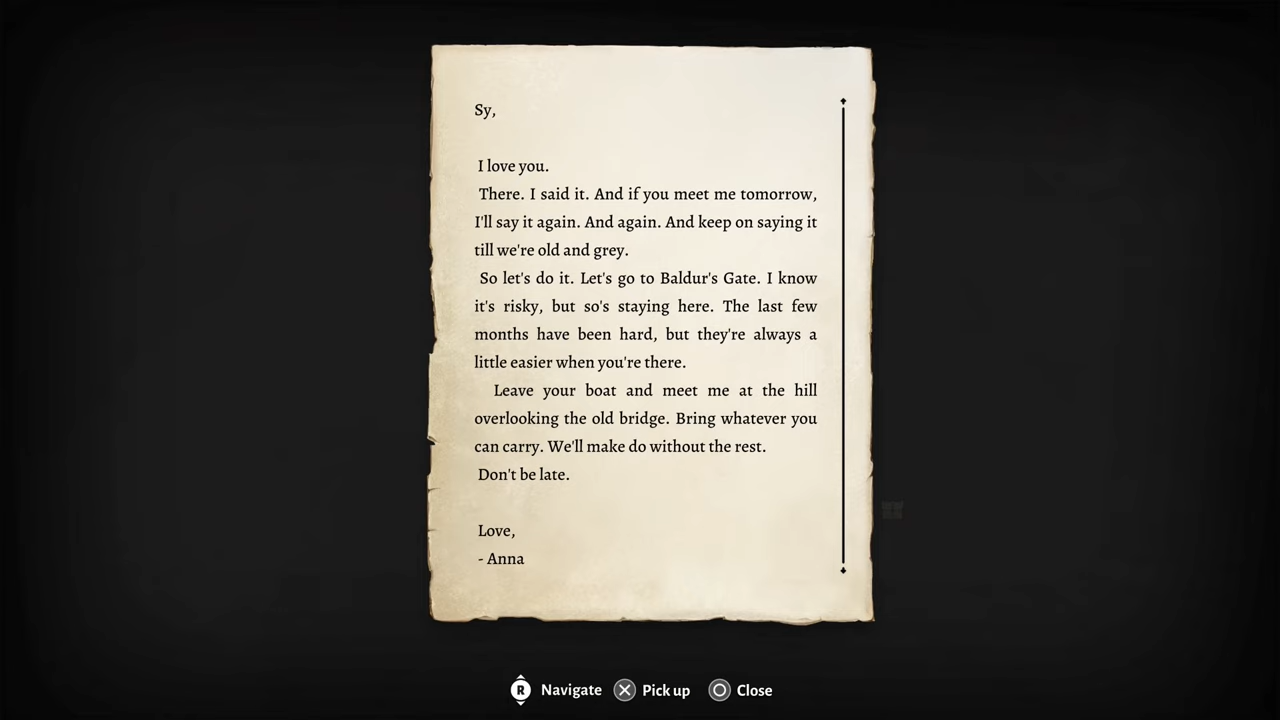 Sy,
I love you.
There. I said it. And if you meet me tomorrow,
I'll say it again. And again. And keep on saying it
till we're old and grey.
So let's do it. Let's go to Baldur's Gate. I know
it's risky, but so's staying here. The last few
months have been hard, but they're always a
little easier when you're there.
Leave your boat and meet me at the hill
overlooking the old bridge. Bring whatever you
can carry. We'll make do without the rest.
Don't be late.
Love,
- Anna
R Navigate Pick up Close